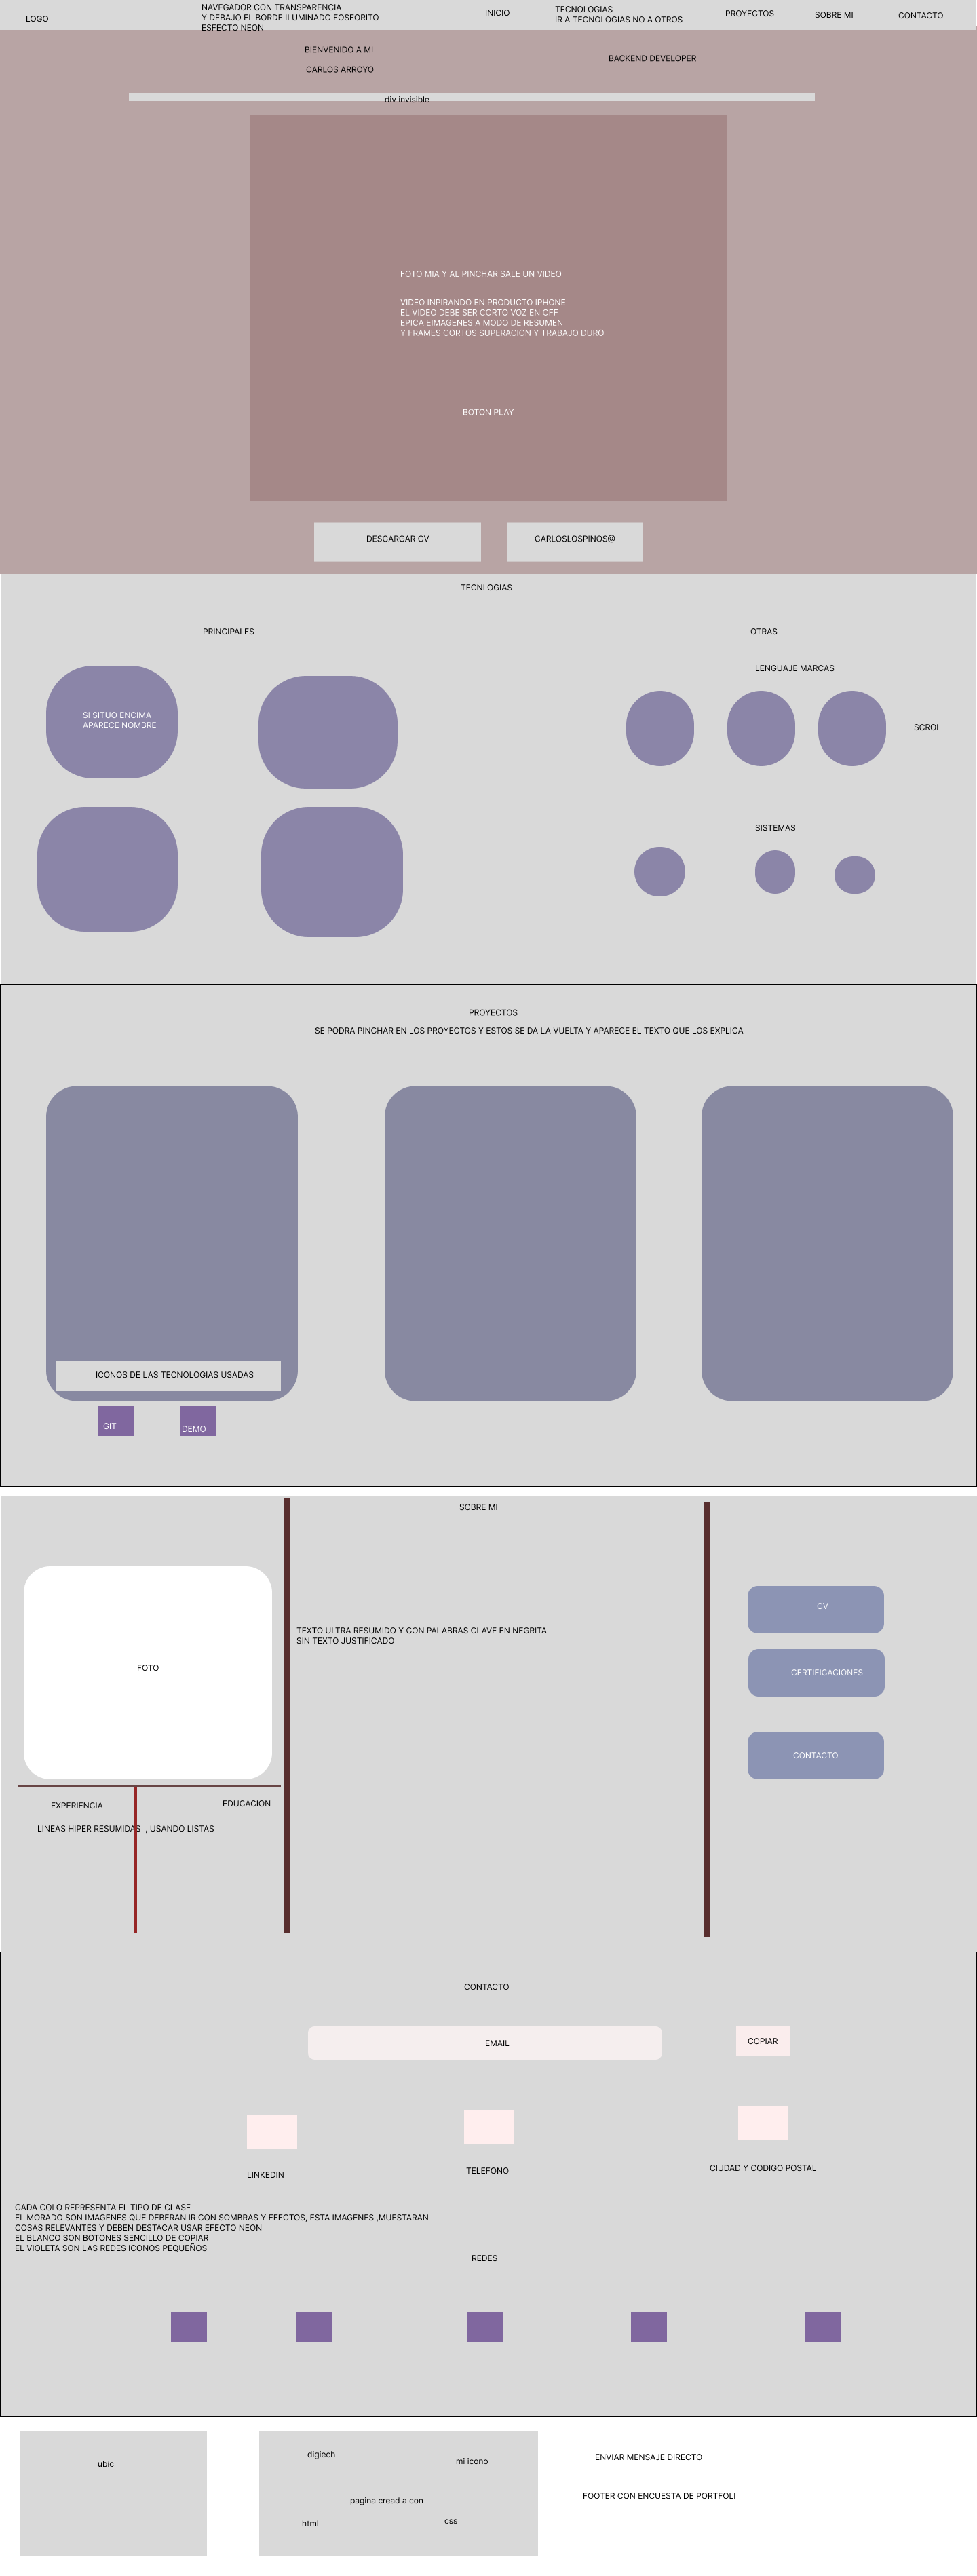 LOGO
NAVEGADOR CON TRANSPARENCIA
Y DEBAJO EL BORDE ILUMINADO FOSFORITO
ESFECTO NEON
INICIO
TECNOLOGIAS
IR A TECNOLOGIAS NO A OTROS
PROYECTOS
SOBRE MI
CONTACTO
BIENVENIDO A MI
CARLOS ARROYO
BACKEND DEVELOPER
div invisible
FOTO MIA Y AL PINCHAR SALE UN VIDEO
VIDEO INPIRANDO EN PRODUCTO IPHONE
EL VIDEO DEBE SER CORTO VOZ EN OFF
EPICA EIMAGENES A MODO DE RESUMEN
Y FRAMES CORTOS SUPERACION Y TRABAJO DURO
BOTON PLAY
DESCARGAR CV
CARLOSLOSPINOS@
TECNLOGIAS
PRINCIPALES
OTRAS
LENGUAJE MARCAS
SI SITUO ENCIMA
APARECE NOMBRE
SCROL
SISTEMAS
PROYECTOS
SE PODRA PINCHAR EN LOS PROYECTOS Y ESTOS SE DA LA VUELTA Y APARECE EL TEXTO QUE LOS EXPLICA
ICONOS DE LAS TECNOLOGIAS USADAS
GIT
DEMO
SOBRE MI
FOTO
TEXTO ULTRA RESUMIDO Y CON PALABRAS CLAVE EN NEGRITA
SIN TEXTO JUSTIFICADO
CV
CERTIFICACIONES
CONTACTO
EXPERIENCIA
EDUCACION
LINEAS HIPER RESUMIDAS , USANDO LISTAS
CONTACTO
EMAIL
COPIAR
LINKEDIN
TELEFONO
CIUDAD Y CODIGO POSTAL
CADA COLO REPRESENTA EL TIPO DE CLASE
EL MORADO SON IMAGENES QUE DEBERAN IR CON SOMBRAS Y EFECTOS, ESTA IMAGENES ,MUESTARAN
COSAS RELEVANTES Y DEBEN DESTACAR USAR EFECTO NEON
EL BLANCO SON BOTONES SENCILLO DE COPIAR
EL VIOLETA SON LAS REDES ICONOS PEQUEÑOS
REDES
ubic
digiech
mi icono
pagina cread a con
html
css
ENVIAR MENSAJE DIRECTO
FOOTER CON ENCUESTA DE PORTFOLI